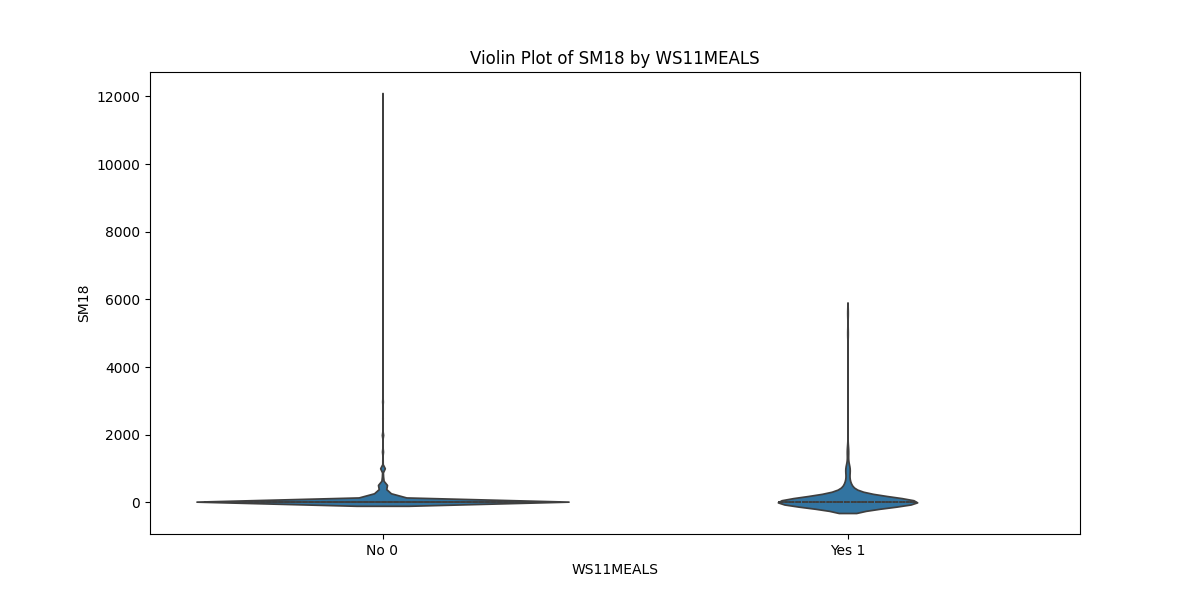 Violin Plot of SM18 by WS11MEALS
12000
10000
8000
6000
4000
2000
0
SM18
No 0
Yes 1
WS11MEALS